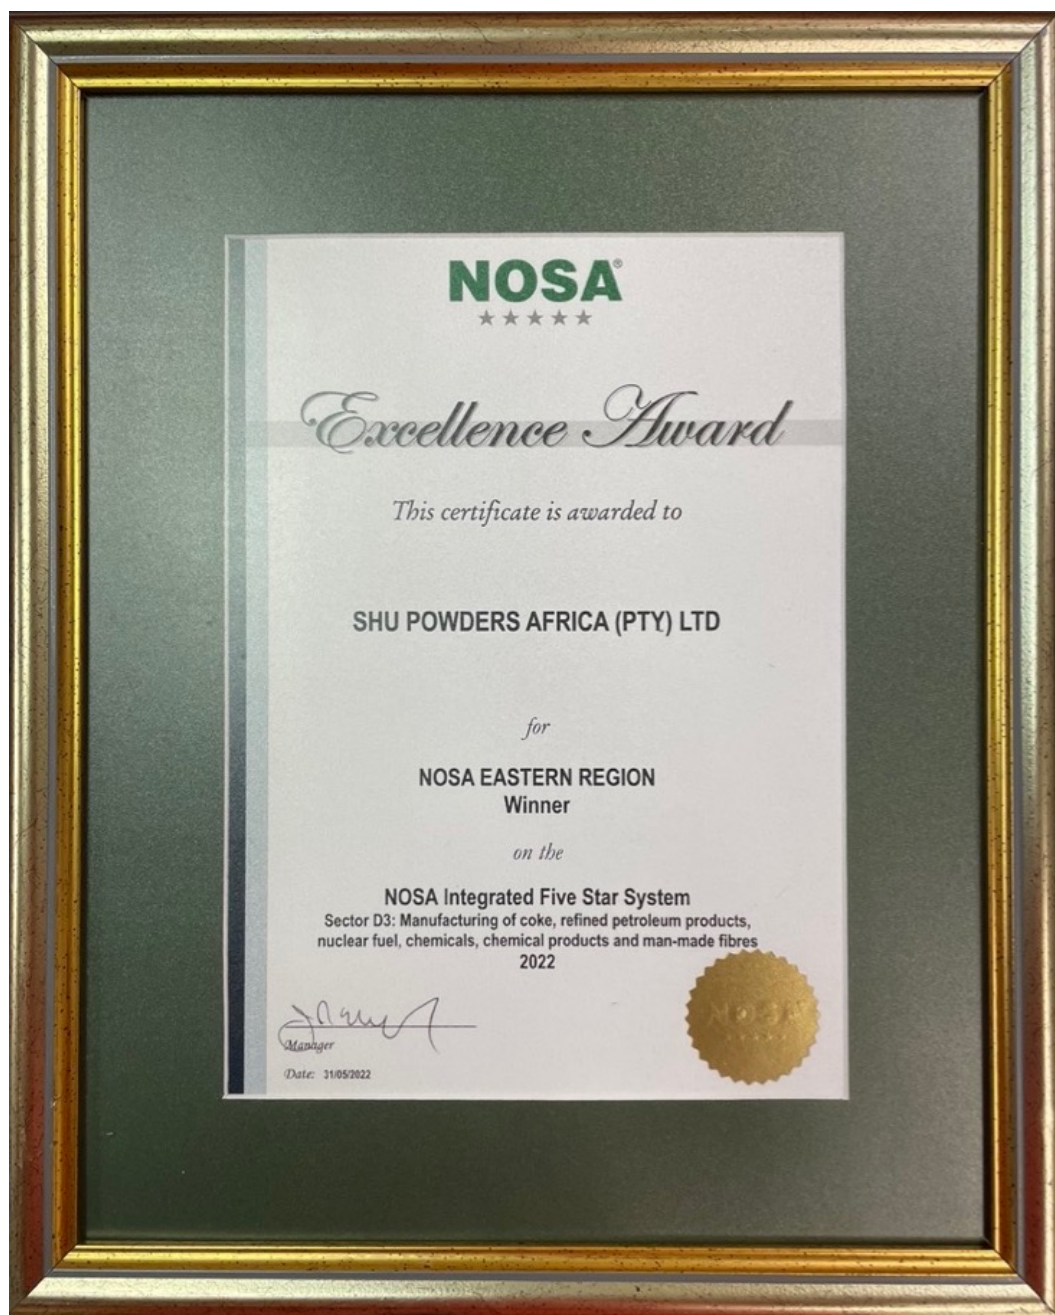 NOSA®
Excellence Award
This certificate is awarded to
SHU POWDERS AFRICA (PTY) LTD
for
NOSA EASTERN REGION
Winner
on the
NOSA Integrated Five Star System
Sector D3: Manufacturing of coke, refined petroleum products,
nuclear fuel, chemicals, chemical products and man-made fibres
2022
Manager
Date: 31/05/2022
NOSA